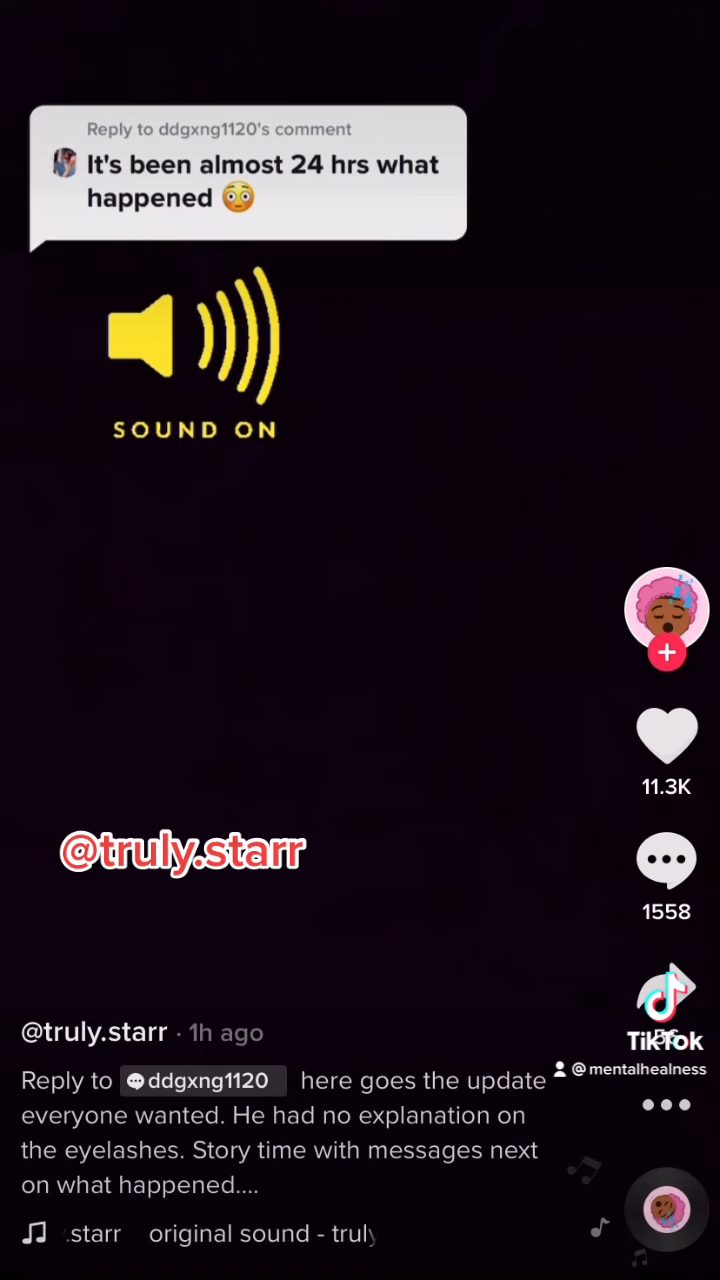 Reply to ddgxng1120's comment
It's been almost 24 hrs what
happened 😳
SOUND ON
11.3K
@truly.starr
1558
TikTok
@mentalhealness
@truly.starr · 1h ago
Reply to ddgxng1120 here goes the update
everyone wanted. He had no explanation on
the eyelashes. Story time with messages next
on what happened....
.starr original sound - truly